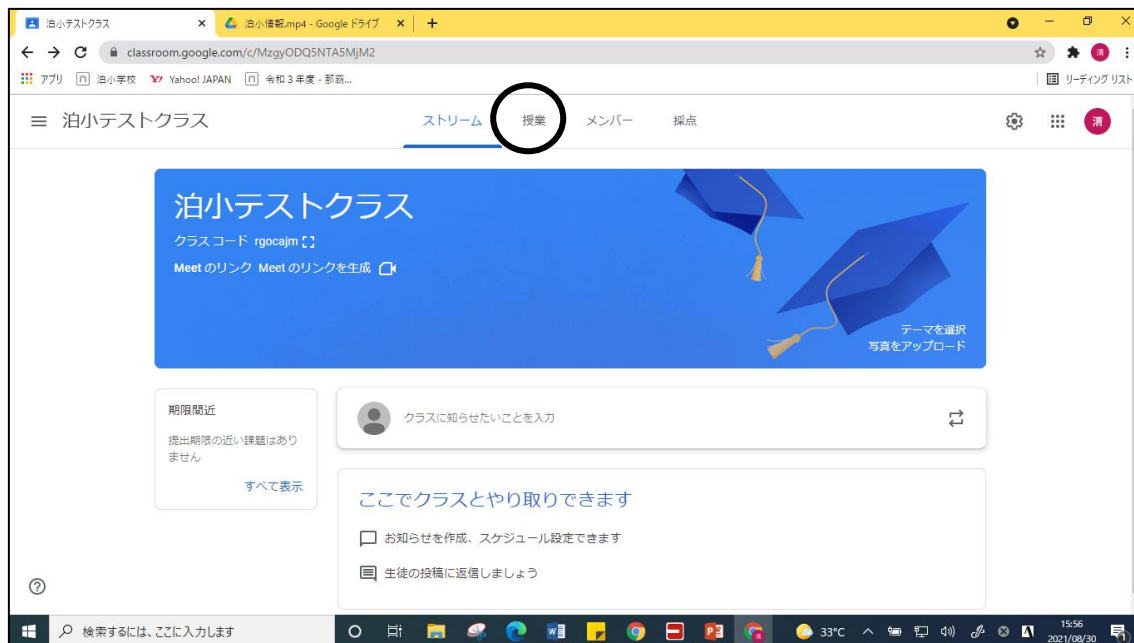 泊小テストクラス
泊小情報.mp4 - Google ドライブ
classroom.google.com/c/MzgyODQ5NTA5MjM2
アプリ 泊小学校 Yahoo! JAPAN 令和３年度 - 那覇... リーディング リスト
泊小テストクラス ストリーム 授業 メンバー 採点 清
泊小テストクラス
クラス コード rgocajm
Meet のリンク Meet のリンクを生成
テーマを選択
写真をアップロード
期限間近
提出期限の近い課題はあり
ません
すべて表示
クラスに知らせたいことを入力
ここでクラスとやり取りできます
お知らせを作成、スケジュール設定できます
生徒の投稿に返信しましょう
検索するには、ここに入力します
33°C
15:56
2021/08/30